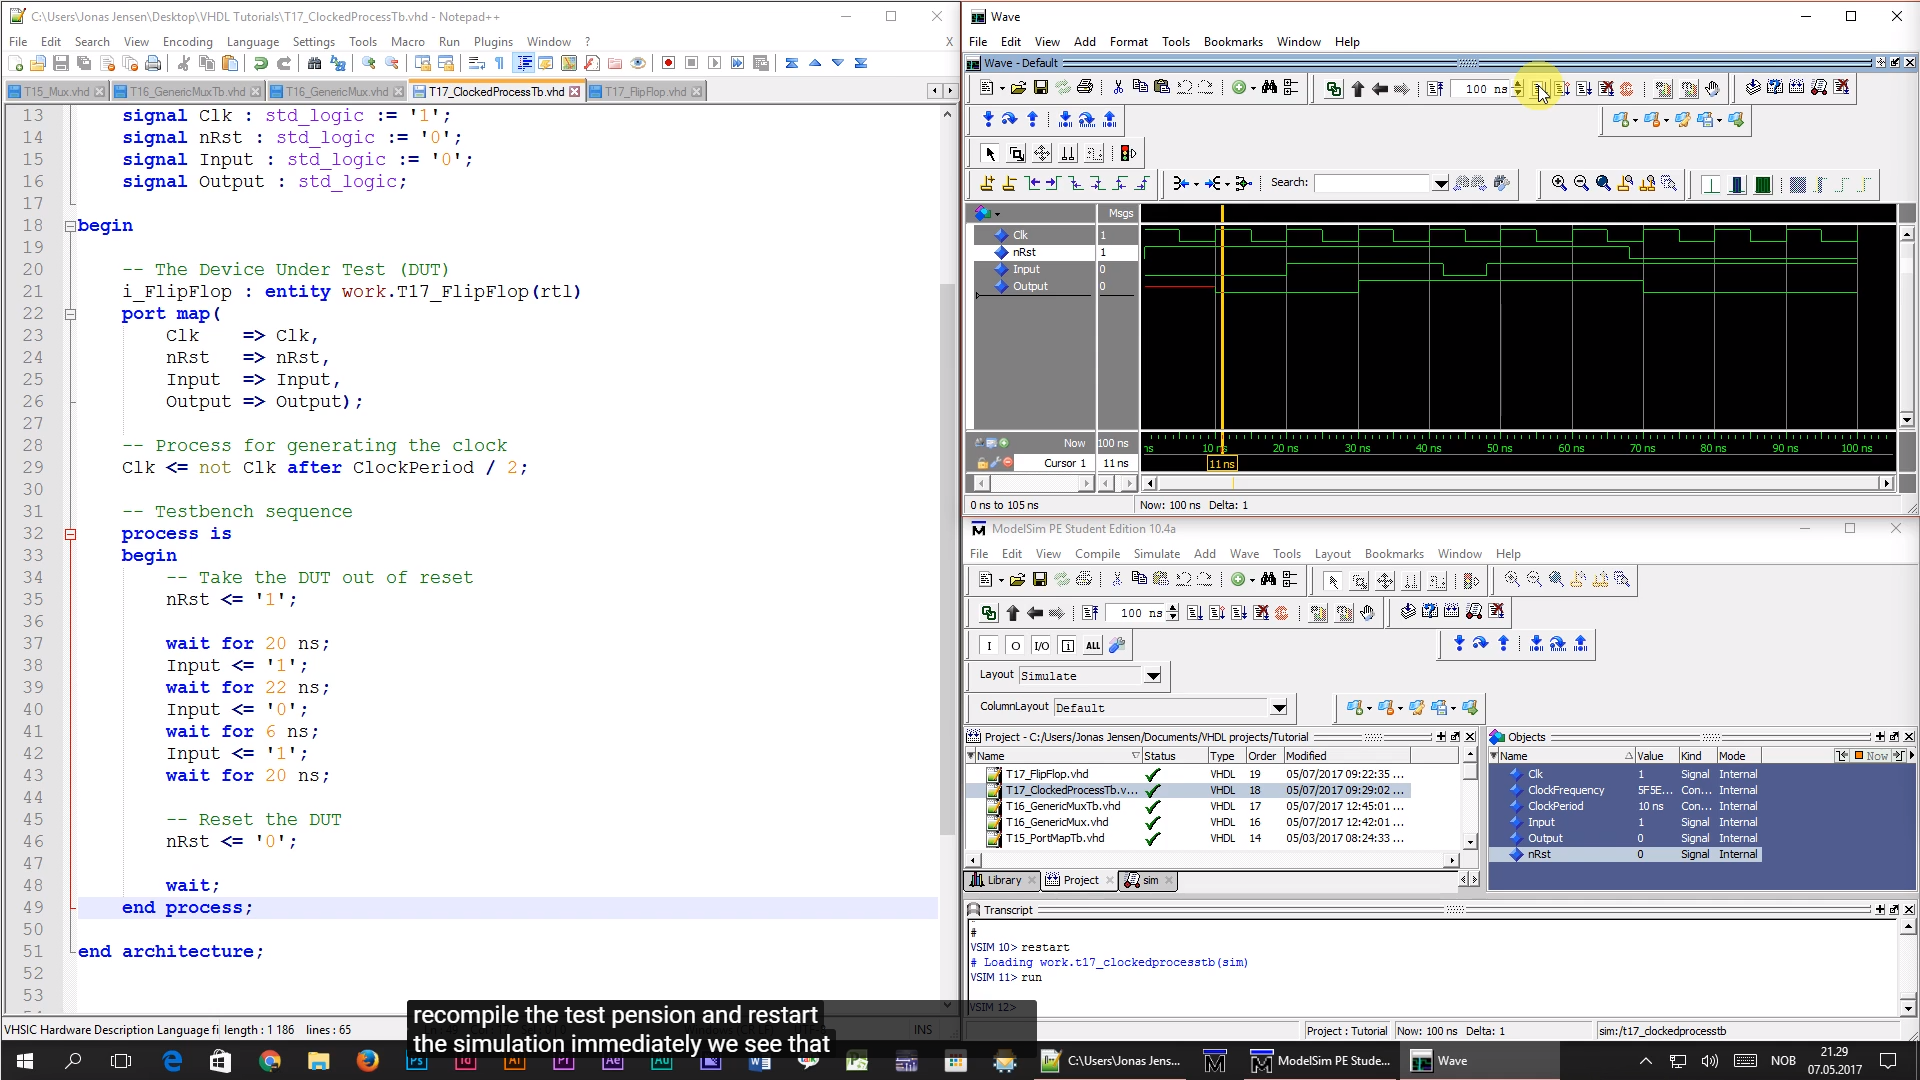 C:\Users\Jonas Jensen\Desktop\VHDL Tutorials\T17_ClockedProcessTb.vhd - Notepad++
File Edit Search View Encoding Language Settings Tools Macro Run Plugins Window ? X
T15_Mux.vhd T16_GenericMuxTb.vhd T16_GenericMux.vhd T17_ClockedProcessTb.vhd T17_FlipFlop.vhd
13 signal Clk : std_logic := '1';
14 signal nRst : std_logic := '0';
15 signal Input : std_logic := '0';
16 signal Output : std_logic;
17
18 begin
19
20 -- The Device Under Test (DUT)
21 i_FlipFlop : entity work.T17_FlipFlop(rtl)
22 port map(
23 Clk => Clk,
24 nRst => nRst,
25 Input => Input,
26 Output => Output);
27
28 -- Process for generating the clock
29 Clk <= not Clk after ClockPeriod / 2;
30
31 -- Testbench sequence
32 process is
33 begin
34 -- Take the DUT out of reset
35 nRst <= '1';
36
37 wait for 20 ns;
38 Input <= '1';
39 wait for 22 ns;
40 Input <= '0';
41 wait for 6 ns;
42 Input <= '1';
43 wait for 20 ns;
44
45 -- Reset the DUT
46 nRst <= '0';
47
48 wait;
49 end process;
50
51 end architecture;
52
53
VHSIC Hardware Description Language fi length : 1 186 lines : 65 INS
Wave
File Edit View Add Format Tools Bookmarks Window Help
Wave - Default
100 ns
Search:
Msgs
Clk 1
nRst 1
Input 0
Output 0
Now 100 ns
ns 10 ns 20 ns 30 ns 40 ns 50 ns 60 ns 70 ns 80 ns 90 ns 100 ns
Cursor 1 11 ns 11 ns
0 ns to 105 ns Now: 100 ns Delta: 1
ModelSim PE Student Edition 10.4a
File Edit View Compile Simulate Add Wave Tools Layout Bookmarks Window Help
100 ns
I O I/O i ALL
Layout Simulate
ColumnLayout Default
Project - C:/Users/Jonas Jensen/Documents/VHDL projects/Tutorial
Name Status Type Order Modified
T17_FlipFlop.vhd VHDL 19 05/07/2017 09:22:35 ...
T17_ClockedProcessTb.v... VHDL 18 05/07/2017 09:29:02 ...
T16_GenericMuxTb.vhd VHDL 17 05/07/2017 12:45:01 ...
T16_GenericMux.vhd VHDL 16 05/07/2017 12:42:01 ...
T15_PortMapTb.vhd VHDL 14 05/03/2017 08:24:33 ...
Library Project sim
Objects
Name Value Kind Mode Now
Clk 1 Signal Internal
ClockFrequency 5F5E... Con... Internal
ClockPeriod 10 ns Con... Internal
Input 1 Signal Internal
Output 0 Signal Internal
nRst 0 Signal Internal
Transcript
#
VSIM 10> restart
# Loading work.t17_clockedprocesstb(sim)
VSIM 11> run
VSIM 12>
Project : Tutorial Now: 100 ns Delta: 1 sim:/t17_clockedprocesstb
recompile the test pension and restart
the simulation immediately we see that
C:\Users\Jonas Jens... ModelSim PE Stude... Wave NOB 21.29
07.05.2017